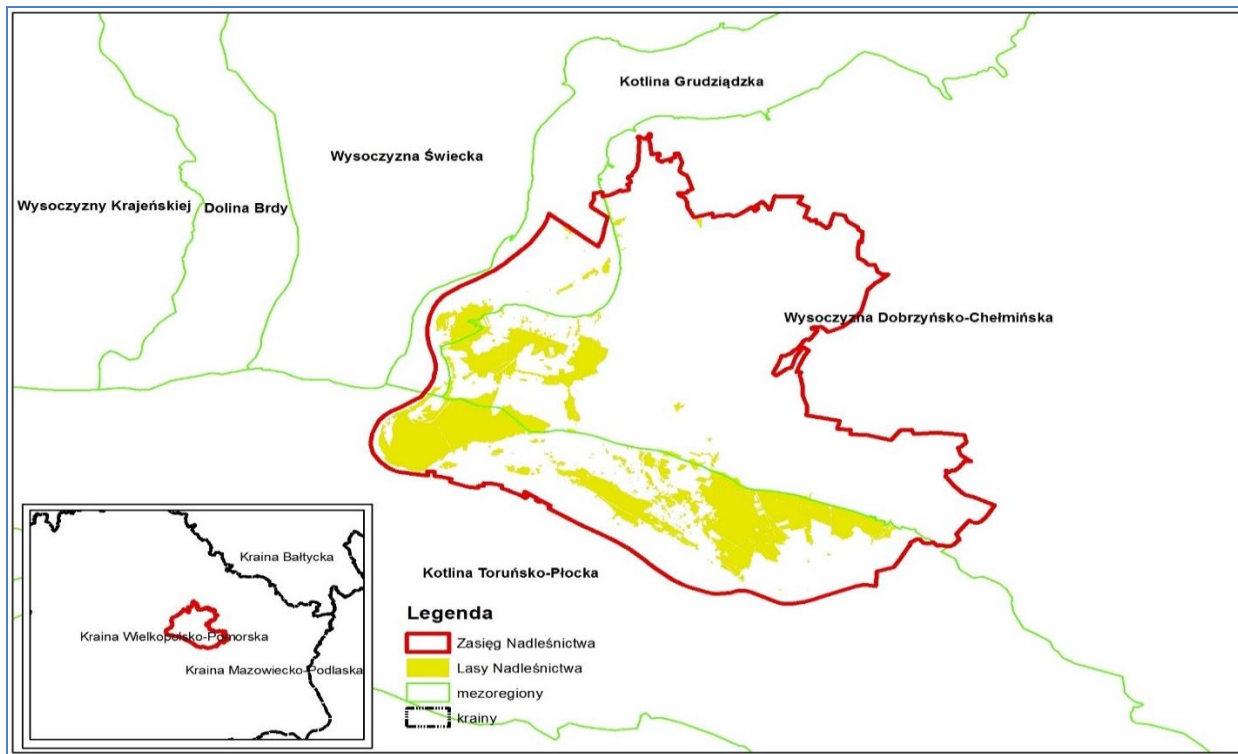 Kotlina Grudziądzka
Wysoczyzna Świecka
Wysoczyzny Krajeńskiej
Dolina Brdy
Wysoczyzna Dobrzyńsko-Chełmińska
Kotlina Toruńsko-Płocka
Kraina Bałtycka
Kraina Wielkopolsko-Pomorska
Kraina Mazowiecko-Podlaska
Legenda
Zasięg Nadleśnictwa
Lasy Nadleśnictwa
mezoregiony
krainy